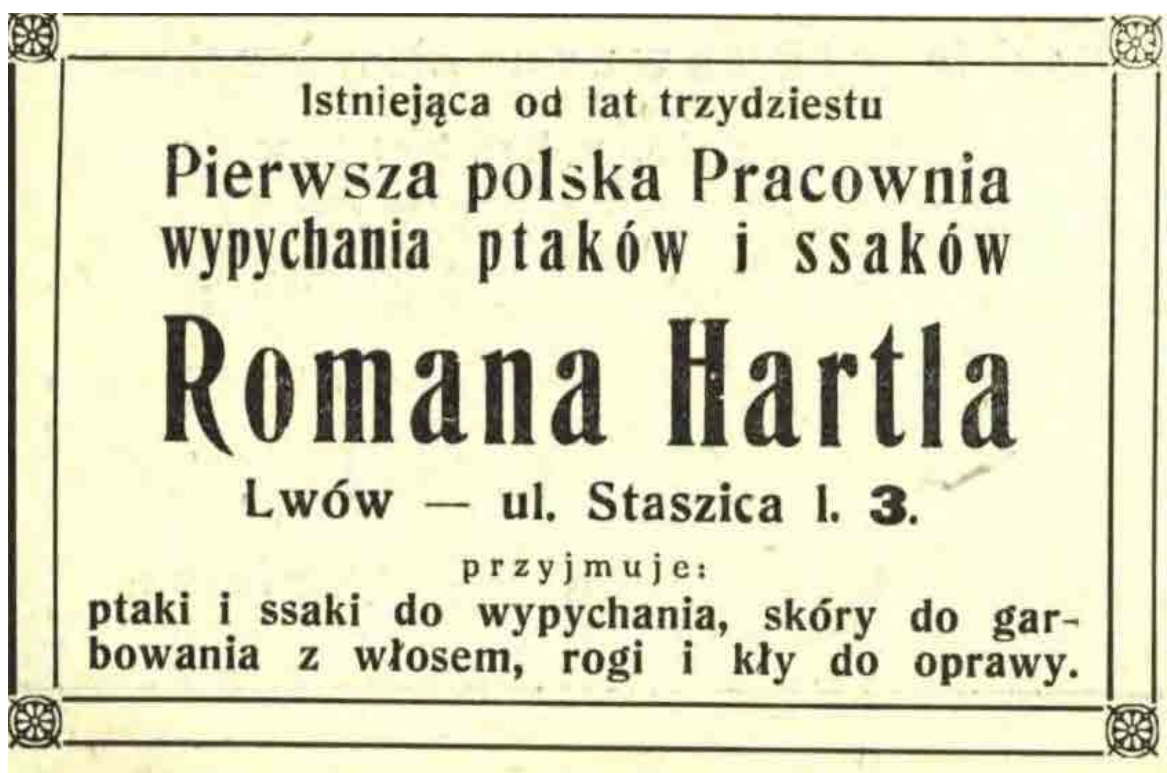 Istniejąca od lat trzydziestu
Pierwsza polska Pracownia
wypychania ptaków i ssaków
Romana Hartla
Lwów — ul. Staszica l. 3.
przyjmuje:
ptaki i ssaki do wypychania, skóry do gar-
bowania z włosem, rogi i kły do oprawy.